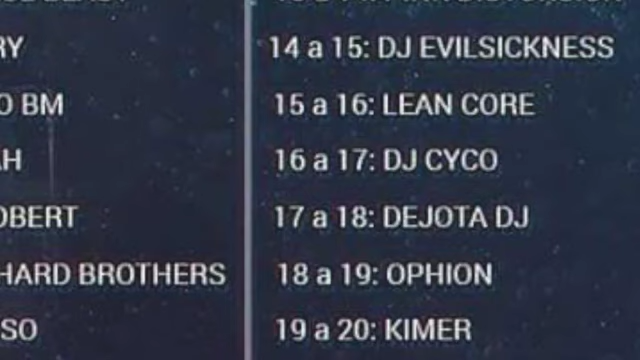 RY
O BM
AH
OBERT
HARD BROTHERS
SO
14 a 15: DJ EVILSICKNESS
15 a 16: LEAN CORE
16 a 17: DJ CYCO
17 a 18: DEJOTA DJ
18 a 19: OPHION
19 a 20: KIMER